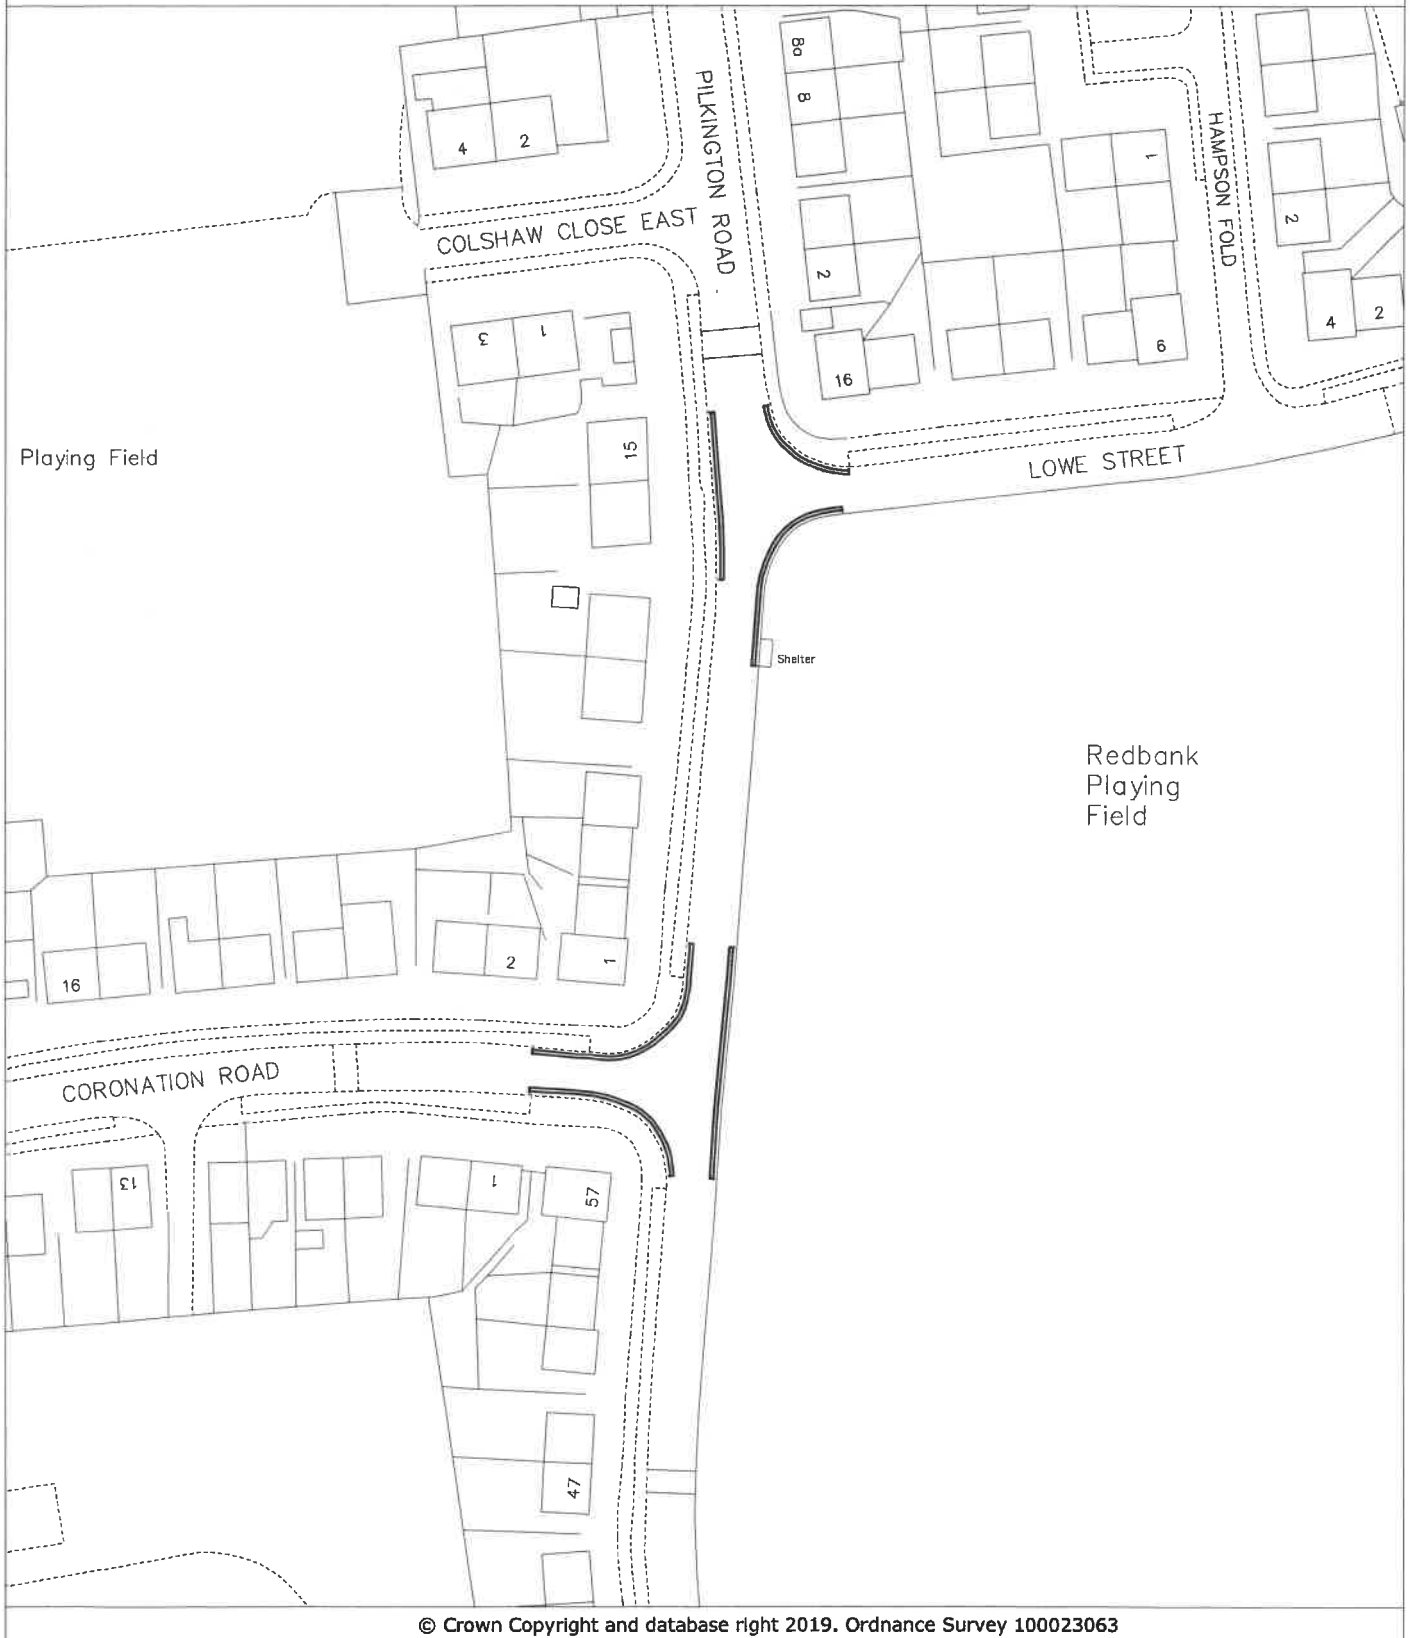 8a
8
PILKINGTON ROAD
HAMPSON FOLD
4
2
1
2
COLSHAW CLOSE EAST
2
3
1
4
2
16
6
15
Playing Field
LOWE STREET
Shelter
Redbank
Playing
Field
16
2
1
CORONATION ROAD
13
1
57
47
© Crown Copyright and database right 2019. Ordnance Survey 100023063